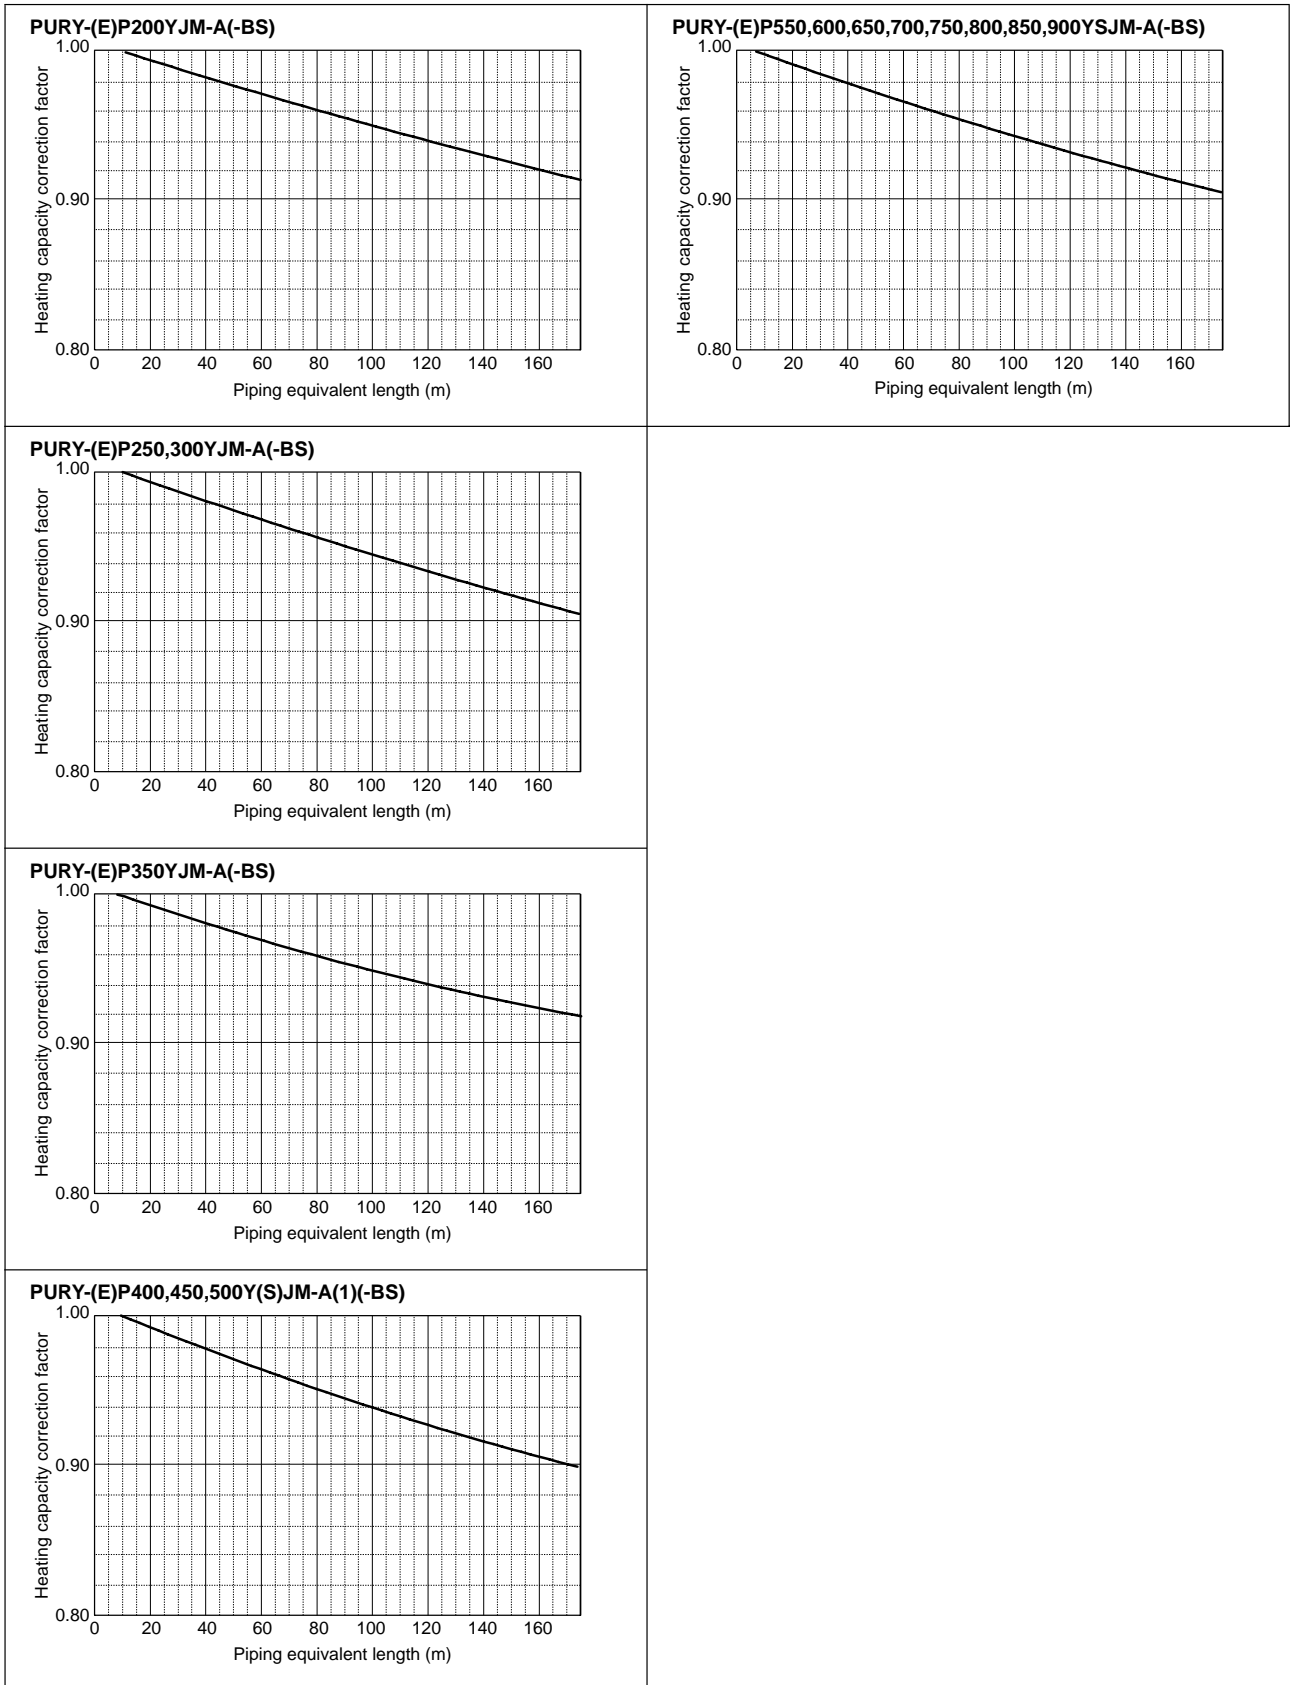 PURY-(E)P200YJM-A(-BS)
Heating capacity correction factor
1.00
0.90
0.80
0 20 40 60 80 100 120 140 160
Piping equivalent length (m)
PURY-(E)P550,600,650,700,750,800,850,900YSJM-A(-BS)
Heating capacity correction factor
1.00
0.90
0.80
0 20 40 60 80 100 120 140 160
Piping equivalent length (m)
PURY-(E)P250,300YJM-A(-BS)
Heating capacity correction factor
1.00
0.90
0.80
0 20 40 60 80 100 120 140 160
Piping equivalent length (m)
PURY-(E)P350YJM-A(-BS)
Heating capacity correction factor
1.00
0.90
0.80
0 20 40 60 80 100 120 140 160
Piping equivalent length (m)
PURY-(E)P400,450,500Y(S)JM-A(1)(-BS)
Heating capacity correction factor
1.00
0.90
0.80
0 20 40 60 80 100 120 140 160
Piping equivalent length (m)